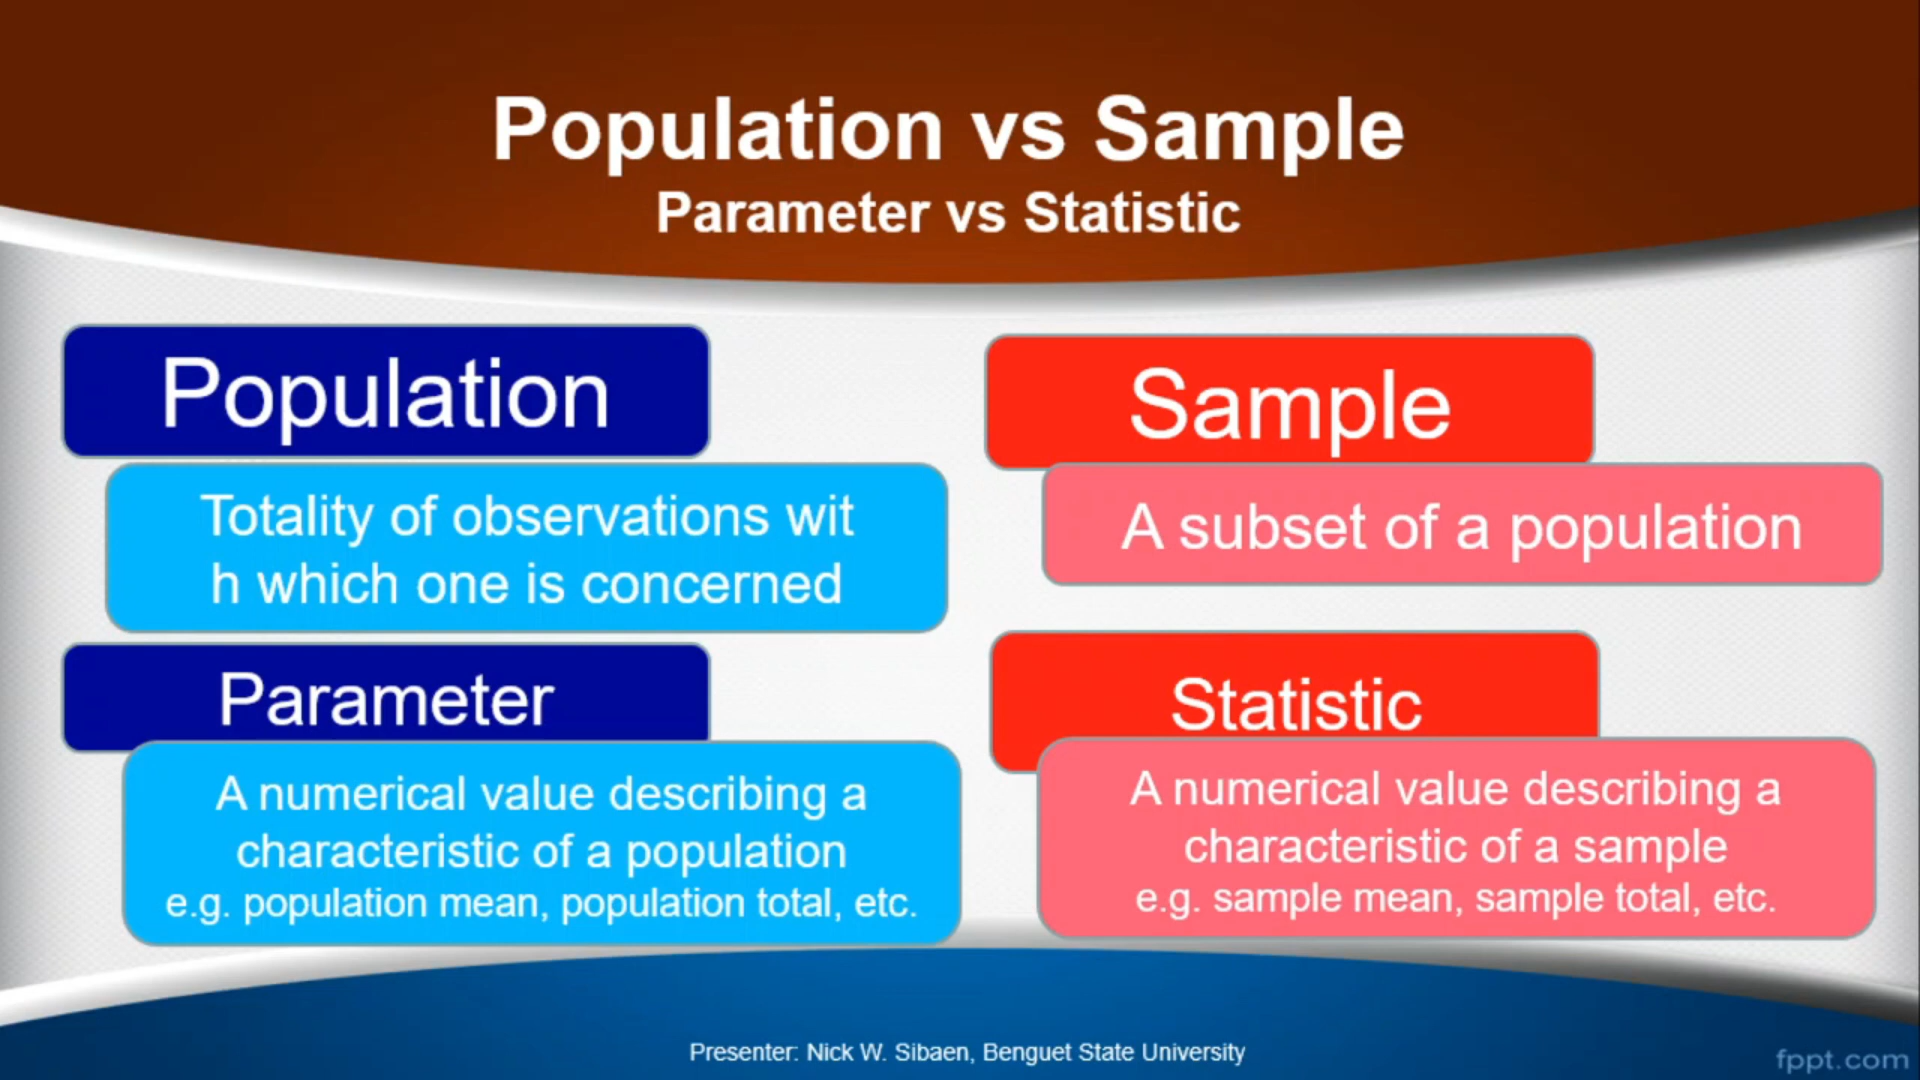 Population vs Sample
Parameter vs Statistic
Population
Totality of observations wit
h which one is concerned
Sample
A subset of a population
Parameter
A numerical value describing a
characteristic of a population
e.g. population mean, population total, etc.
Statistic
A numerical value describing a
characteristic of a sample
e.g. sample mean, sample total, etc.
Presenter: Nick W. Sibaen, Benguet State University
fppt.com